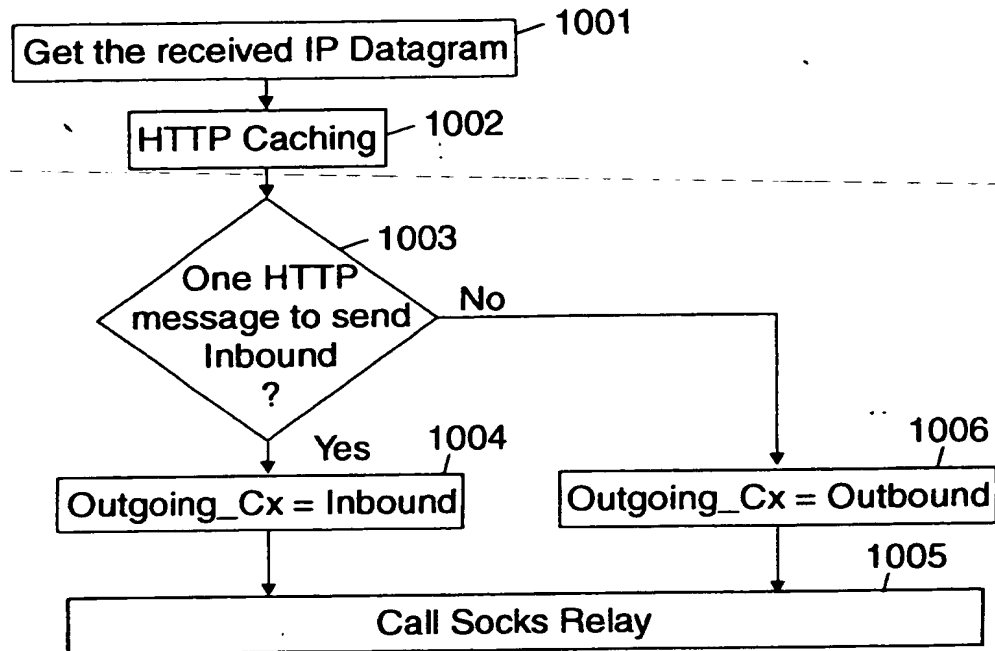 1001
Get the received IP Datagram
1002
HTTP Caching
1003
One HTTP
message to send
Inbound
?
No
Yes
1004
Outgoing_Cx = Inbound
1006
Outgoing_Cx = Outbound
1005
Call Socks Relay